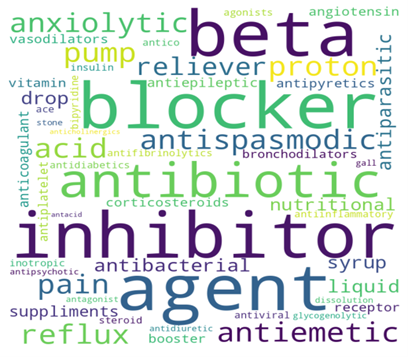 anxiolytic
beta
agonists
angiotensin
vasodilators
antico
pump
insulin
reliever
proton
vitamin
bipyridine
antiepileptic
antipyretics
antiparasitic
drop
ace
stone
blocker
anticoagulant
antiplatelet
anticholinergics
acid
antispasmodic
antifibrinolytics
bronchodilators
gall
antidiabetics
antibiotic
corticosteroids
nutritional
antiinflammatory
antacid
inhibitor
inotropic
antibacterial
syrup
antipsychotic
pain
agent
liquid
antagonist
dissolution
suppliments
receptor
steroid
antiviral
glycogenolytic
reflux
antidiuretic
booster
antiemetic